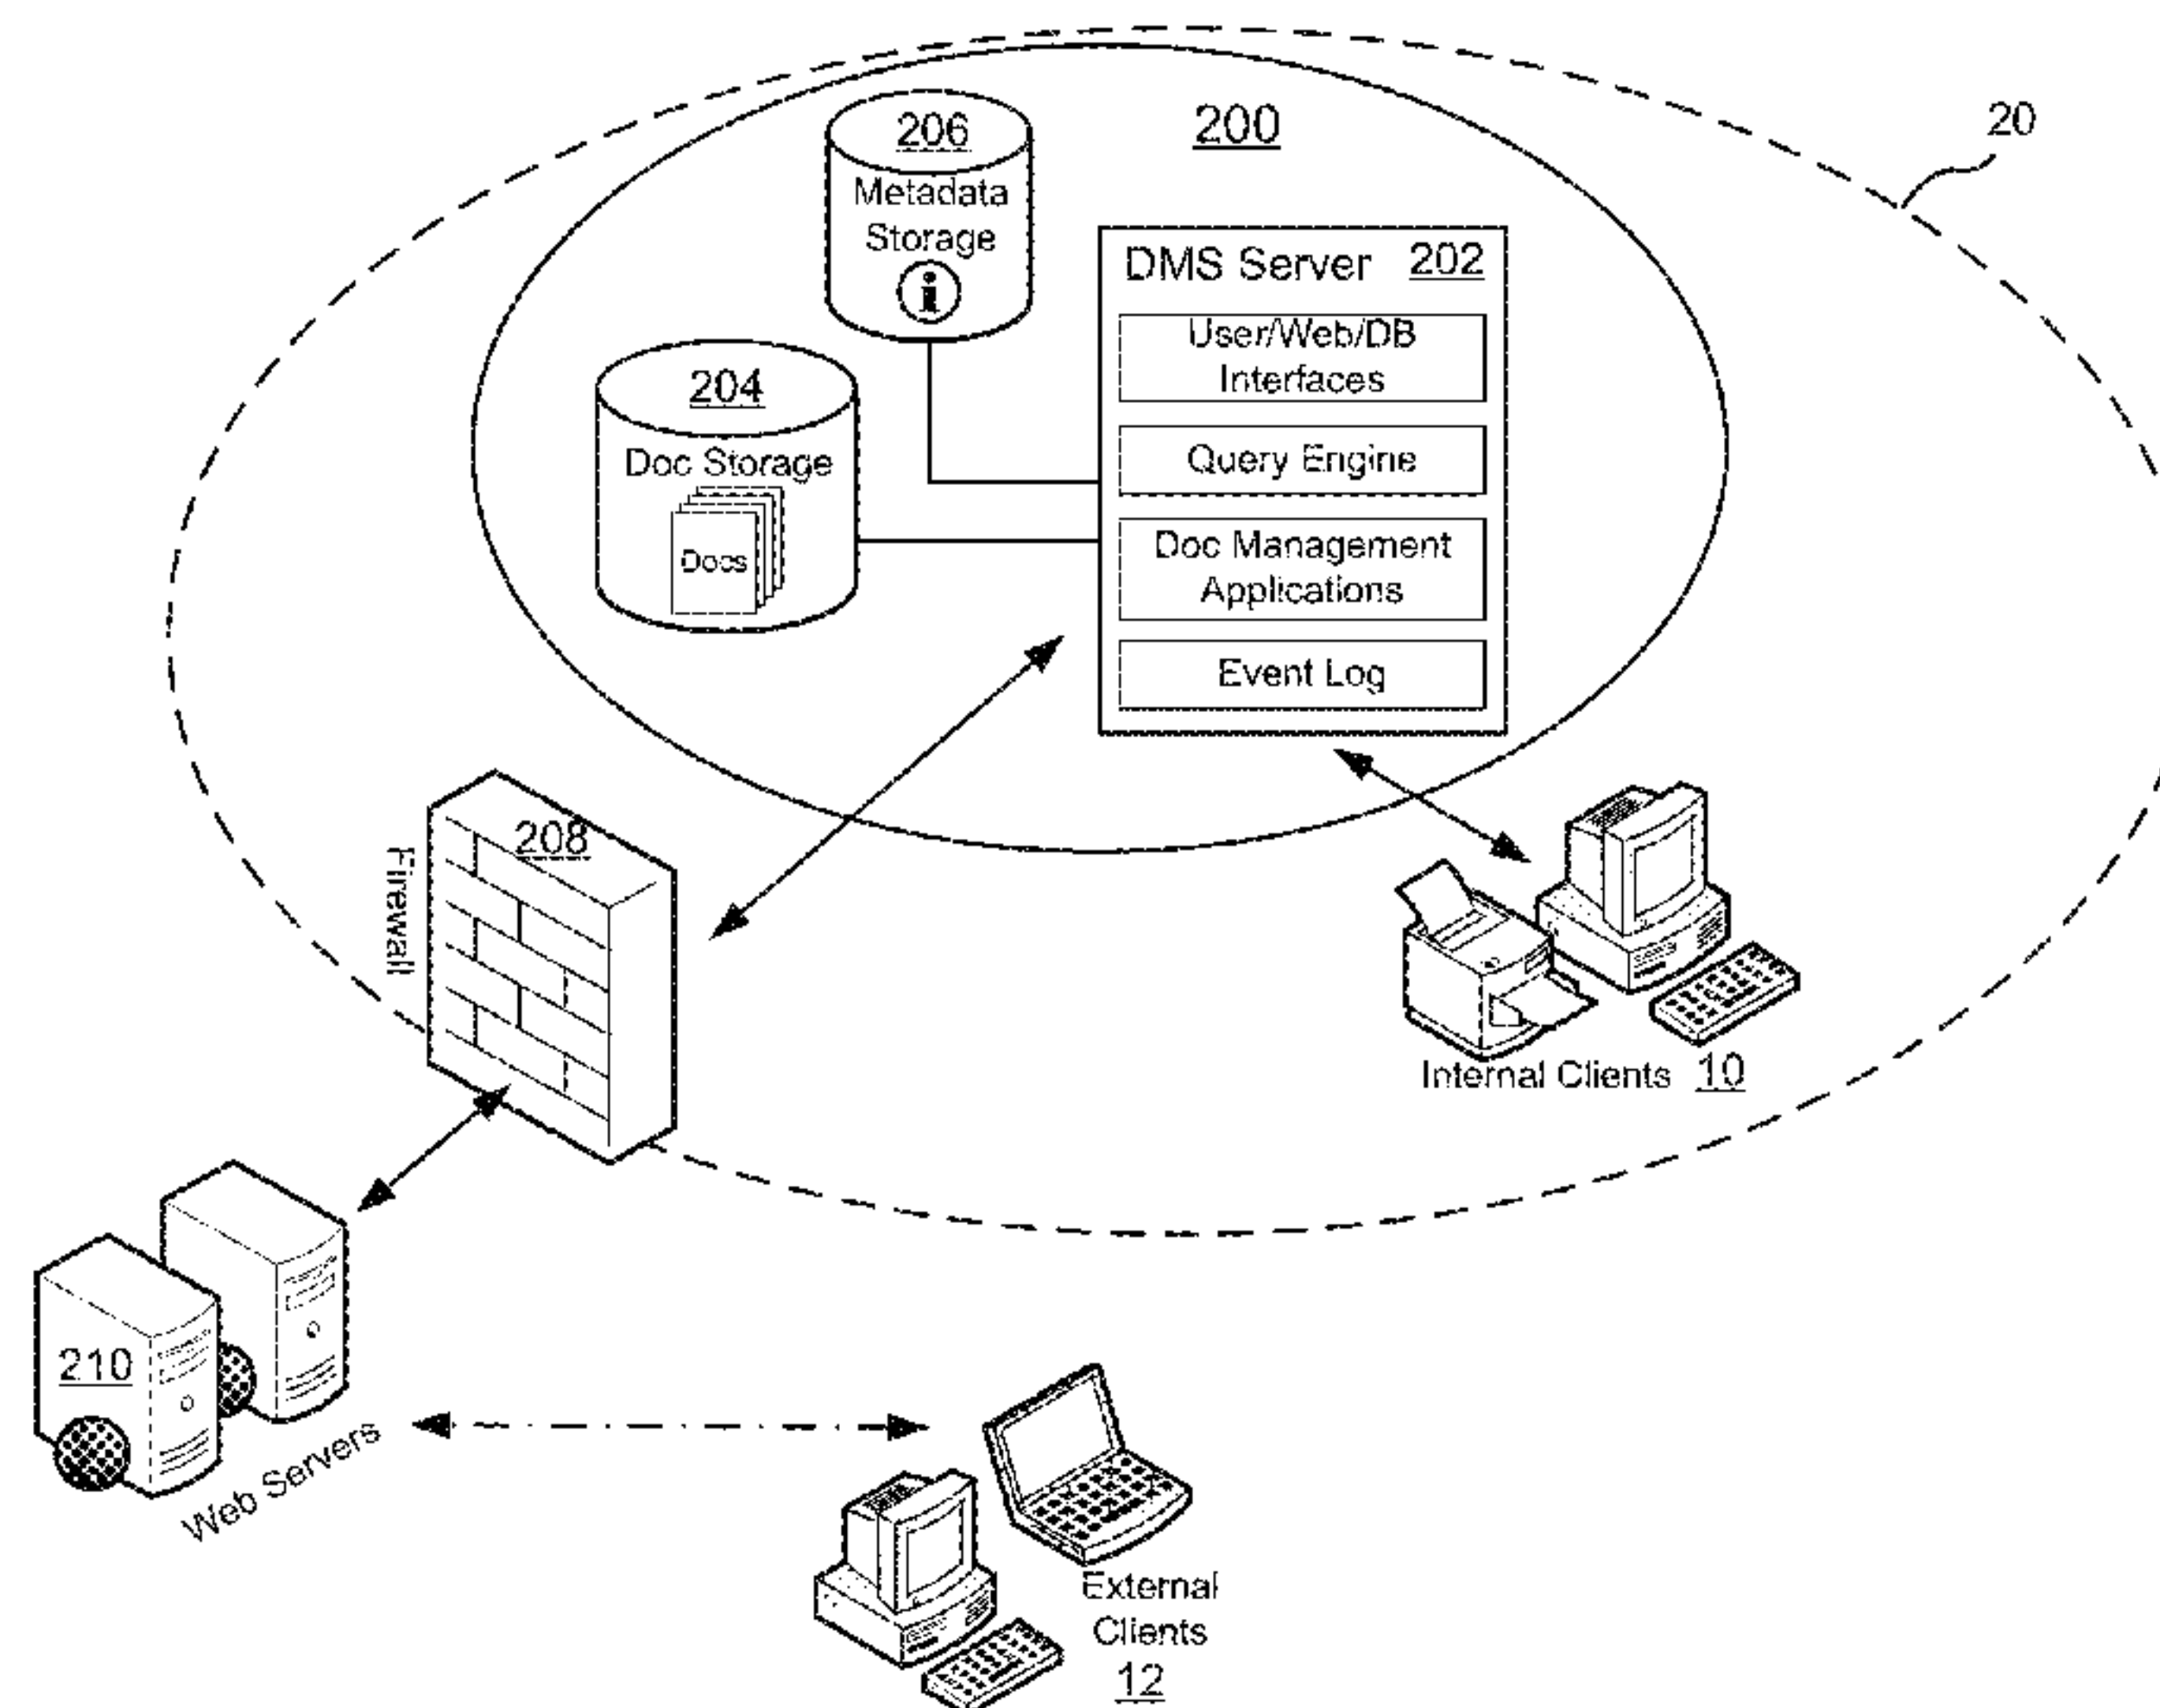 20
206
200
Metadata
Storage
i
DMS Server 202
User/Web/DB
Interfaces
204
Doc Storage
Docs
Query Engine
Doc Management
Applications
Event Log
208
Firewall
Internal Clients 10
210
Web Servers
External
Clients
12